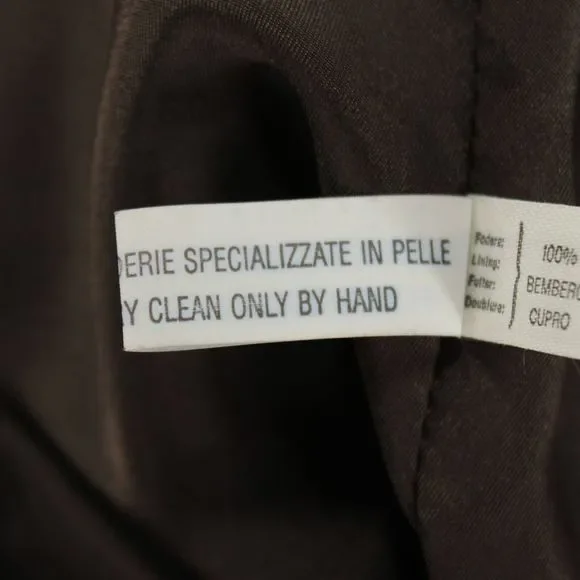 DERIE SPECIALIZZATE IN PELLE
Y CLEAN ONLY BY HAND
Fodera:
Lining:
Futter:
Doublure:
100%
BEMBERG
CUPRO